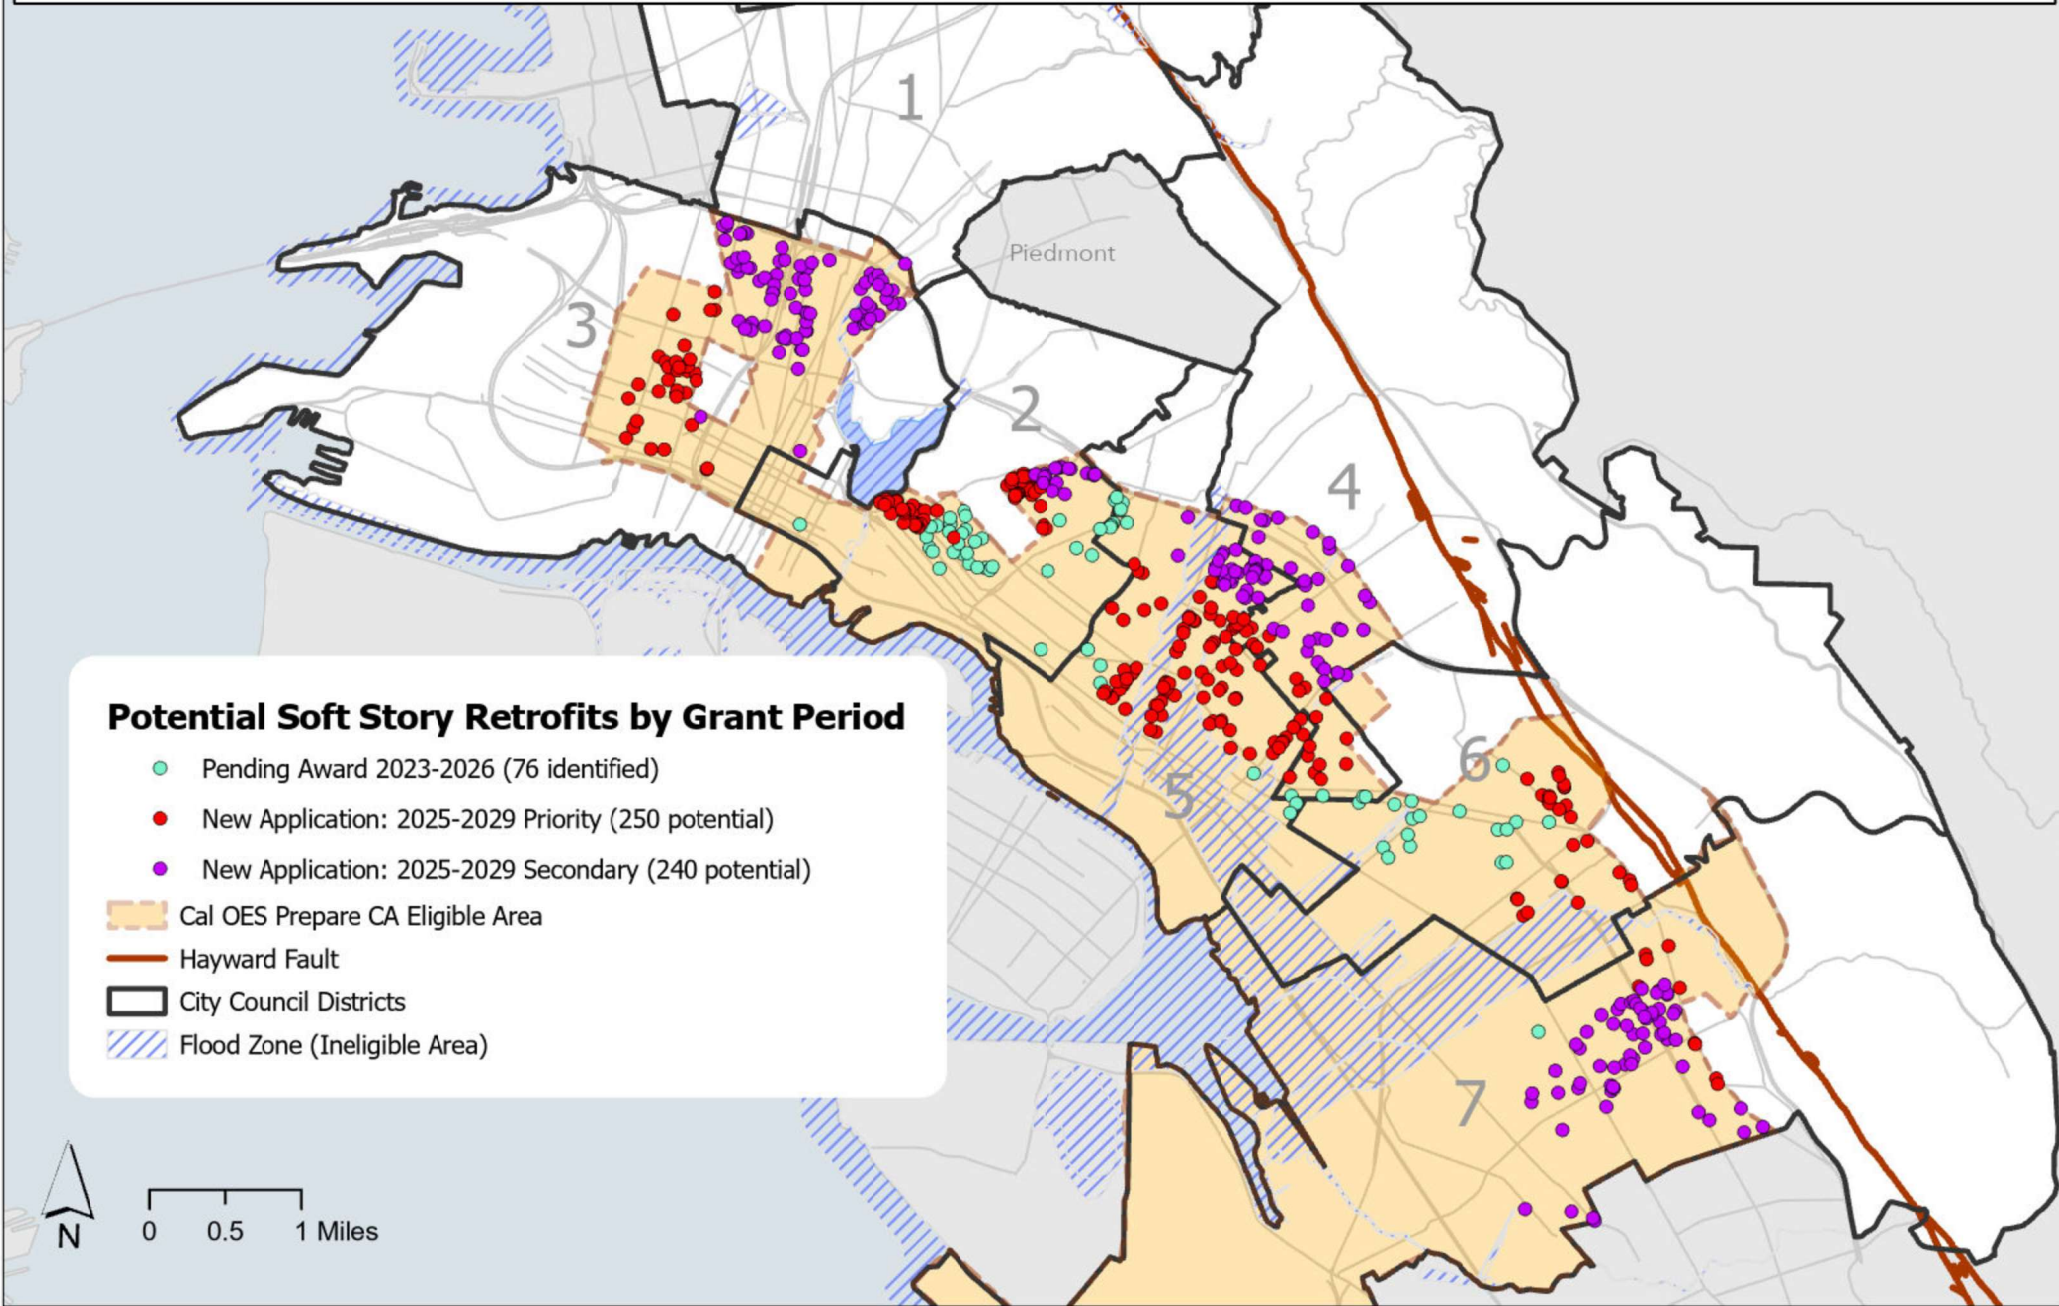 1
Piedmont
3
2
4
Potential Soft Story Retrofits by Grant Period
Pending Award 2023-2026 (76 identified)
New Application: 2025-2029 Priority (250 potential)
New Application: 2025-2029 Secondary (240 potential)
Cal OES Prepare CA Eligible Area
Hayward Fault
City Council Districts
Flood Zone (Ineligible Area)
6
5
7
N
0 0.5 1 Miles